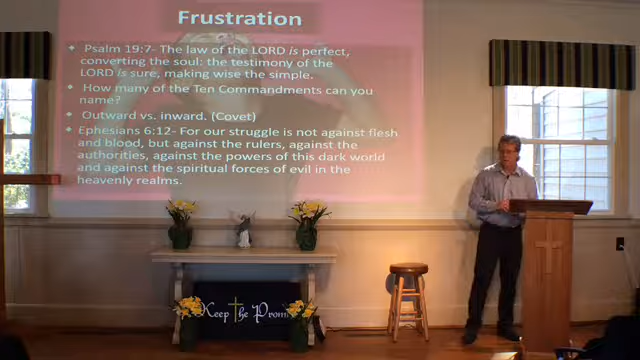 Frustration
Psalm 19:7- The law of the LORD is perfect,
converting the soul: the testimony of the
LORD is sure, making wise the simple.
How many of the Ten Commandments can you
name?
Outward vs. inward. (Covet)
Ephesians 6:12- For our struggle is not against flesh
and blood, but against the rulers, against the
authorities, against the powers of this dark world
and against the spiritual forces of evil in the
heavenly realms.
Keep the Promi